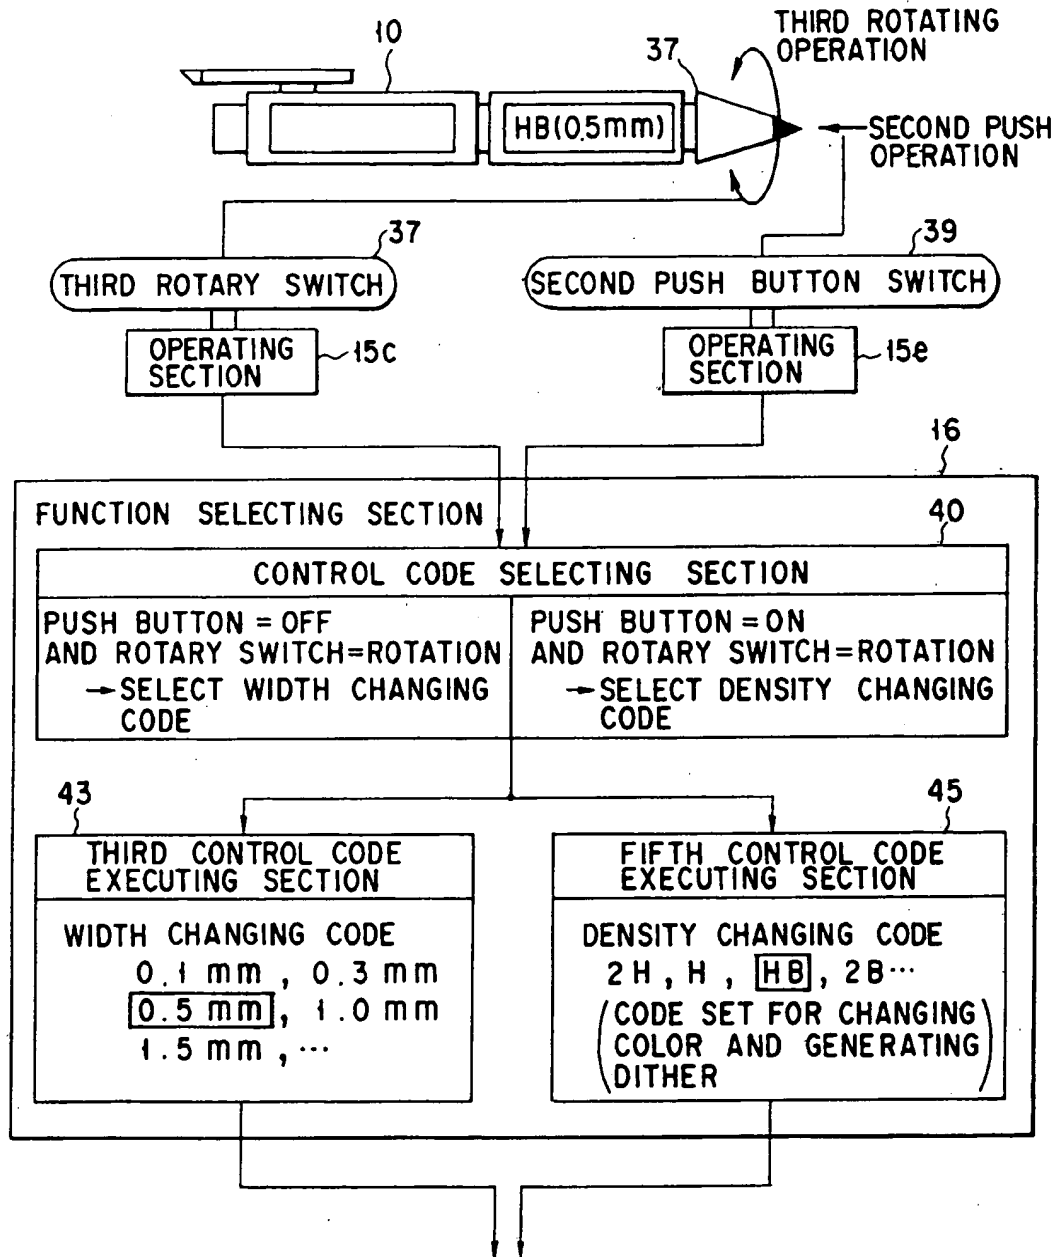 THIRD ROTATING
OPERATION
10
37
HB(0.5mm)
SECOND PUSH
OPERATION
37
39
THIRD ROTARY SWITCH
SECOND PUSH BUTTON SWITCH
OPERATING
SECTION
15c
OPERATING
SECTION
15e
16
FUNCTION SELECTING SECTION
40
CONTROL CODE SELECTING SECTION
PUSH BUTTON = OFF
AND ROTARY SWITCH=ROTATION
→ SELECT WIDTH CHANGING
CODE
PUSH BUTTON = ON
AND ROTARY SWITCH=ROTATION
→ SELECT DENSITY CHANGING
CODE
43
THIRD CONTROL CODE
EXECUTING SECTION
WIDTH CHANGING CODE
0.1 mm , 0.3 mm
0.5 mm , 1.0 mm
1.5 mm , ...
45
FIFTH CONTROL CODE
EXECUTING SECTION
DENSITY CHANGING CODE
2H , H , HB , 2B ...
(CODE SET FOR CHANGING
COLOR AND GENERATING
DITHER)